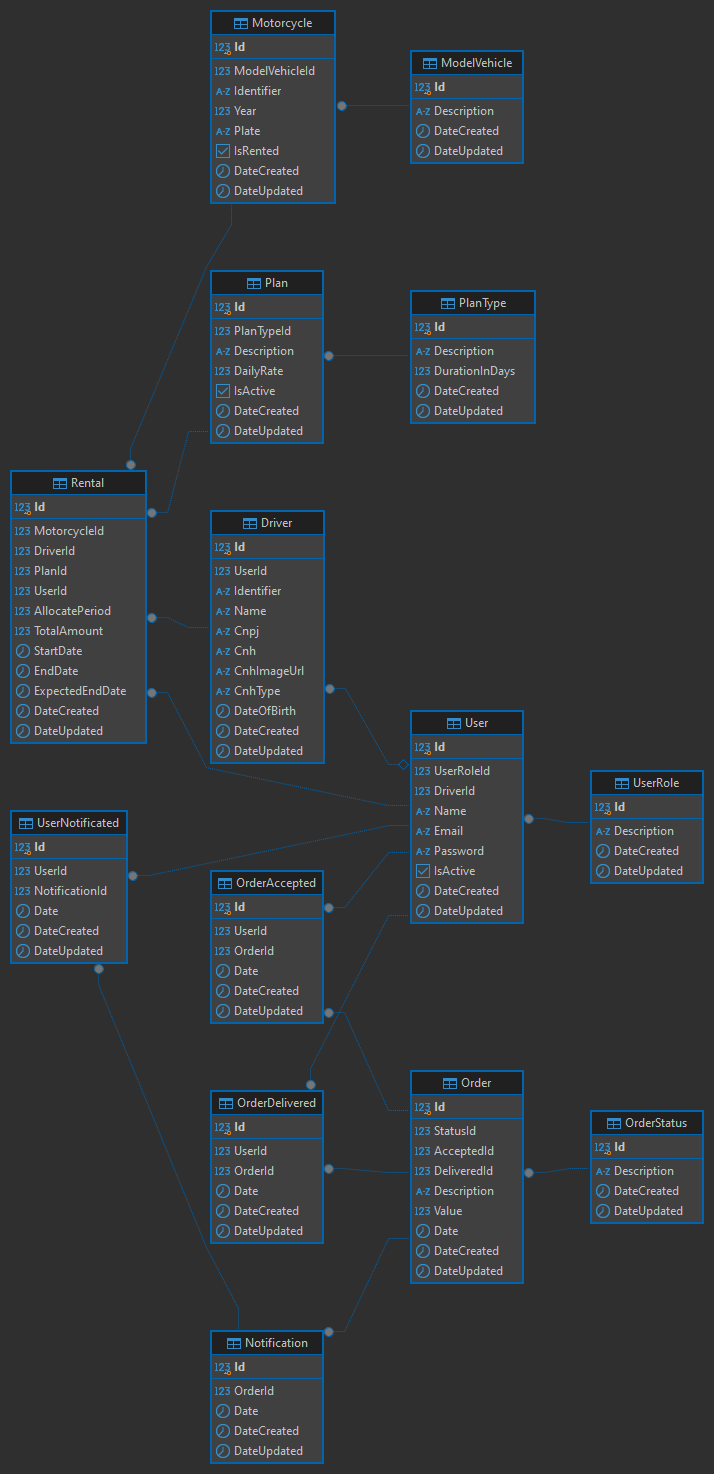 Motorcycle
123 Id
123 ModelVehicleId
A-Z Identifier
123 Year
A-Z Plate
IsRented
DateCreated
DateUpdated
ModelVehicle
123 Id
A-Z Description
DateCreated
DateUpdated
Plan
123 Id
123 PlanTypeId
A-Z Description
123 DailyRate
IsActive
DateCreated
DateUpdated
PlanType
123 Id
A-Z Description
123 DurationInDays
DateCreated
DateUpdated
Rental
123 Id
123 MotorcycleId
123 DriverId
123 PlanId
123 UserId
123 AllocatePeriod
123 TotalAmount
StartDate
EndDate
ExpectedEndDate
DateCreated
DateUpdated
Driver
123 Id
123 UserId
A-Z Identifier
A-Z Name
A-Z Cnpj
A-Z Cnh
A-Z CnhImageUrl
A-Z CnhType
DateOfBirth
DateCreated
DateUpdated
User
123 Id
123 UserRoleId
123 DriverId
A-Z Name
A-Z Email
A-Z Password
IsActive
DateCreated
DateUpdated
UserRole
123 Id
A-Z Description
DateCreated
DateUpdated
UserNotificated
123 Id
123 UserId
123 NotificationId
Date
DateCreated
DateUpdated
OrderAccepted
123 Id
123 UserId
123 OrderId
Date
DateCreated
DateUpdated
OrderDelivered
123 Id
123 UserId
123 OrderId
Date
DateCreated
DateUpdated
Order
123 Id
123 StatusId
123 AcceptedId
123 DeliveredId
A-Z Description
123 Value
Date
DateCreated
DateUpdated
OrderStatus
123 Id
A-Z Description
DateCreated
DateUpdated
Notification
123 Id
123 OrderId
Date
DateCreated
DateUpdated